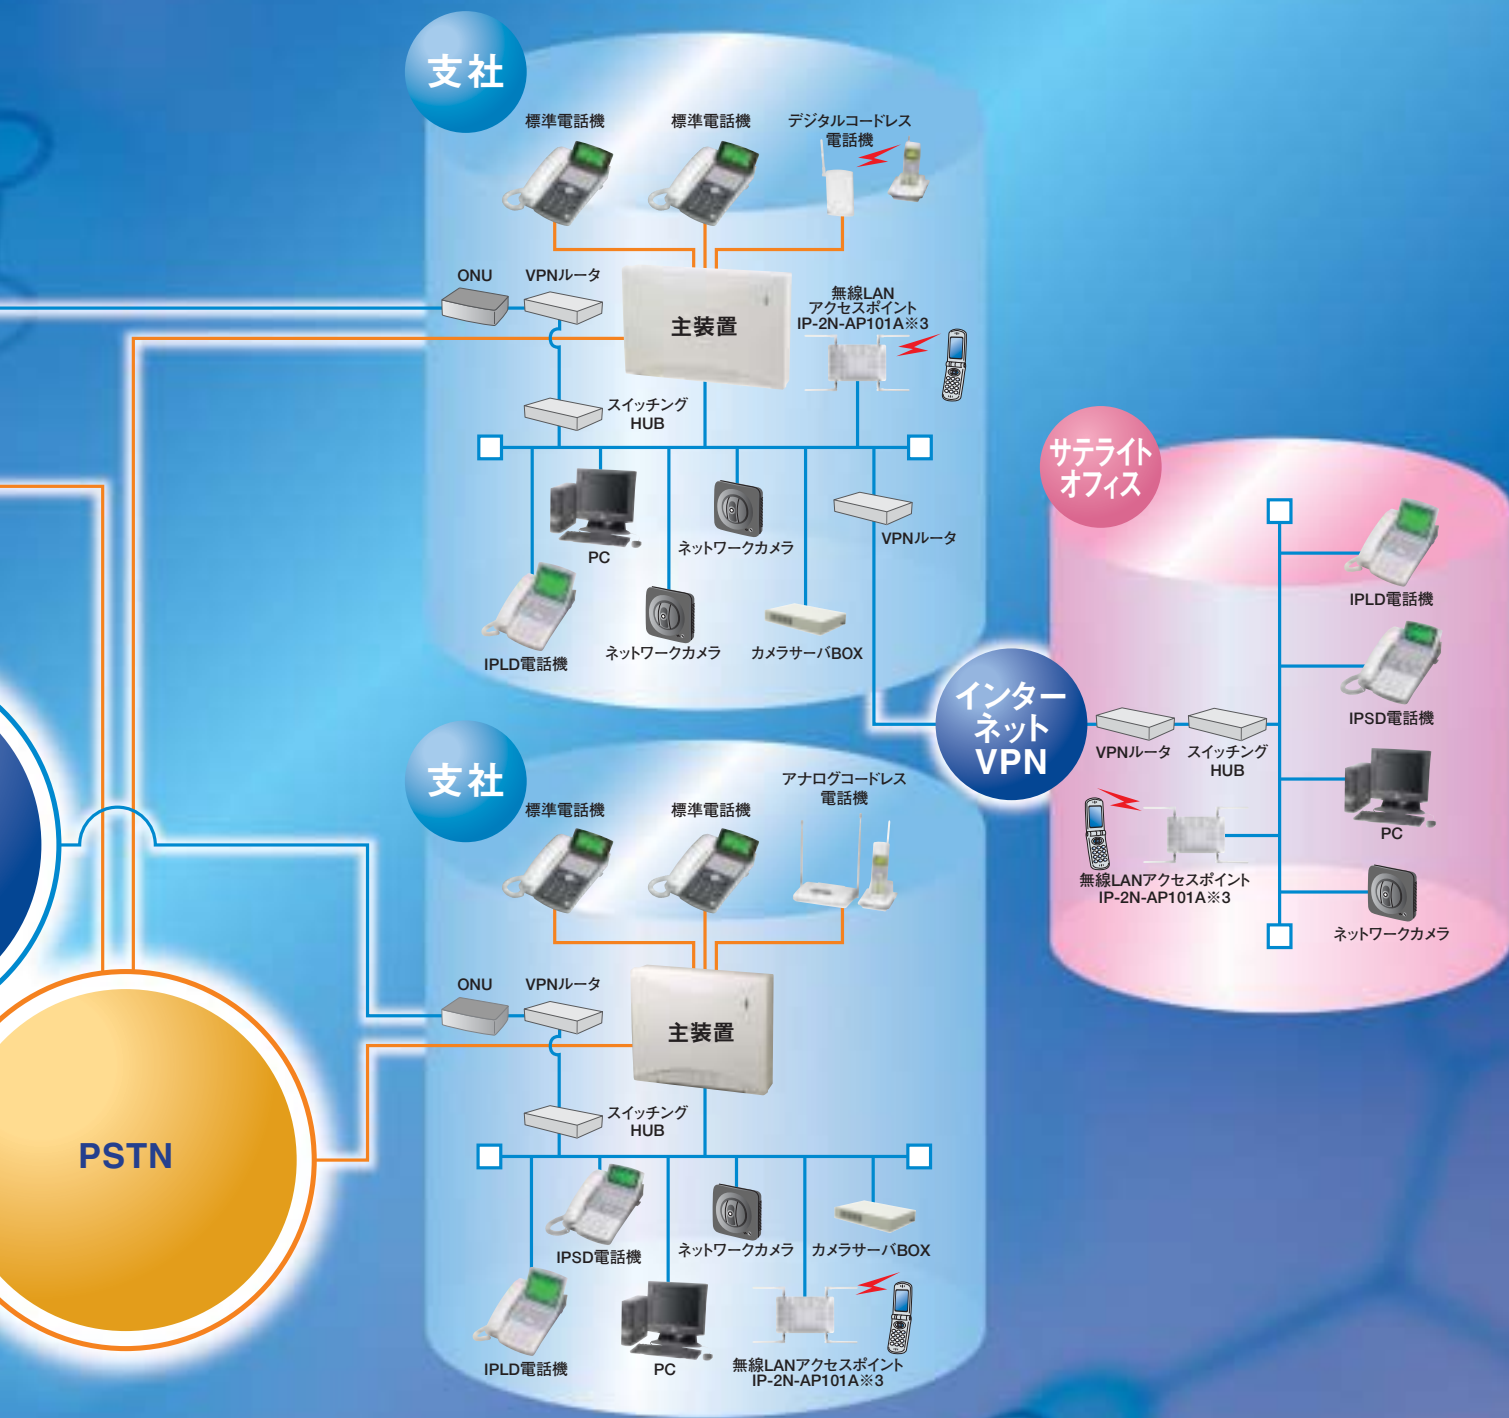 支社
標準電話機
標準電話機
デジタルコードレス
電話機
ONU
VPNルータ
主装置
無線LAN
アクセスポイント
IP-2N-AP101A※3
スイッチング
HUB
PC
ネットワークカメラ
VPNルータ
IPLD電話機
ネットワークカメラ
カメラサーバBOX
サテライト
オフィス
IPLD電話機
IPSD電話機
インター
ネット
VPN
VPNルータ
スイッチング
HUB
PC
無線LANアクセスポイント
IP-2N-AP101A※3
ネットワークカメラ
支社
標準電話機
標準電話機
アナログコードレス
電話機
ONU
VPNルータ
主装置
スイッチング
HUB
PSTN
IPSD電話機
ネットワークカメラ
カメラサーバBOX
IPLD電話機
PC
無線LANアクセスポイント
IP-2N-AP101A※3